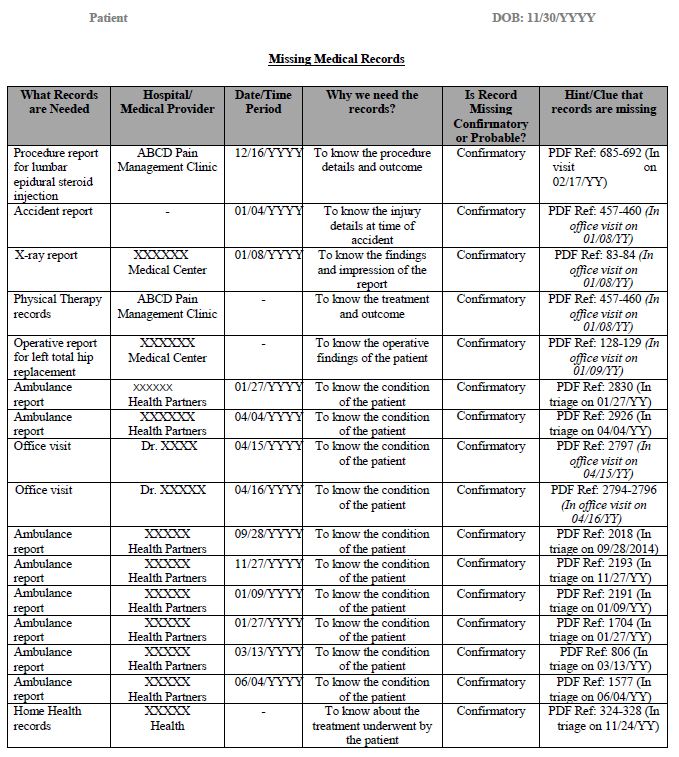 Patient DOB: 11/30/YYYY
Missing Medical Records
What Records Hospital/ Date/Time Why we need the Is Record Hint/Clue that
are Needed Medical Provider Period records? Missing records are missing
Confirmatory
or Probable?
Procedure report ABCD Pain 12/16/YYYY To know the procedure Confirmatory PDF Ref: 685-692 (In
for lumbar Management Clinic details and outcome visit on
epidural steroid 02/17/YY)
injection
Accident report - 01/04/YYYY To know the injury Confirmatory PDF Ref: 457-460 (In
details at time of office visit on
accident 01/08/YY)
X-ray report XXXXXX 01/08/YYYY To know the findings Confirmatory PDF Ref: 83-84 (In
Medical Center and impression of the office visit on
report 01/08/YY)
Physical Therapy ABCD Pain - To know the treatment Confirmatory PDF Ref: 457-460 (In
records Management Clinic and outcome office visit on
01/08/YY)
Operative report XXXXXX - To know the operative Confirmatory PDF Ref: 128-129 (In
for left total hip Medical Center findings of the patient office visit on
replacement 01/09/YY)
Ambulance XXXXXX 01/27/YYYY To know the condition Confirmatory PDF Ref: 2830 (In
report Health Partners of the patient triage on 01/27/YY)
Ambulance XXXXXX 04/04/YYYY To know the condition Confirmatory PDF Ref: 2926 (In
report Health Partners of the patient triage on 04/04/YY)
Office visit Dr. XXXX 04/15/YYYY To know the condition Confirmatory PDF Ref: 2797 (In
of the patient office visit on
04/15/YY)
Office visit Dr. XXXXX 04/16/YYYY To know the condition Confirmatory PDF Ref: 2794-2796
of the patient (In office visit on
04/16/YY)
Ambulance XXXXX 09/28/YYYY To know the condition Confirmatory PDF Ref: 2018 (In
report Health Partners of the patient triage on 09/28/2014)
Ambulance XXXXX 11/27/YYYY To know the condition Confirmatory PDF Ref: 2193 (In
report Health Partners of the patient triage on 11/27/YY)
Ambulance XXXXX 01/09/YYYY To know the condition Confirmatory PDF Ref: 2191 (In
report Health Partners of the patient triage on 01/09/YY)
Ambulance XXXXX 01/27/YYYY To know the condition Confirmatory PDF Ref: 1704 (In
report Health Partners of the patient triage on 01/27/YY)
Ambulance XXXXX 03/13/YYYY To know the condition Confirmatory PDF Ref: 806 (In
report Health Partners of the patient triage on 03/13/YY)
Ambulance XXXXX 06/04/YYYY To know the condition Confirmatory PDF Ref: 1577 (In
report Health Partners of the patient triage on 06/04/YY)
Home Health XXXXX - To know about the Confirmatory PDF Ref: 324-328 (In
records Health treatment underwent by triage on 11/24/YY)
the patient